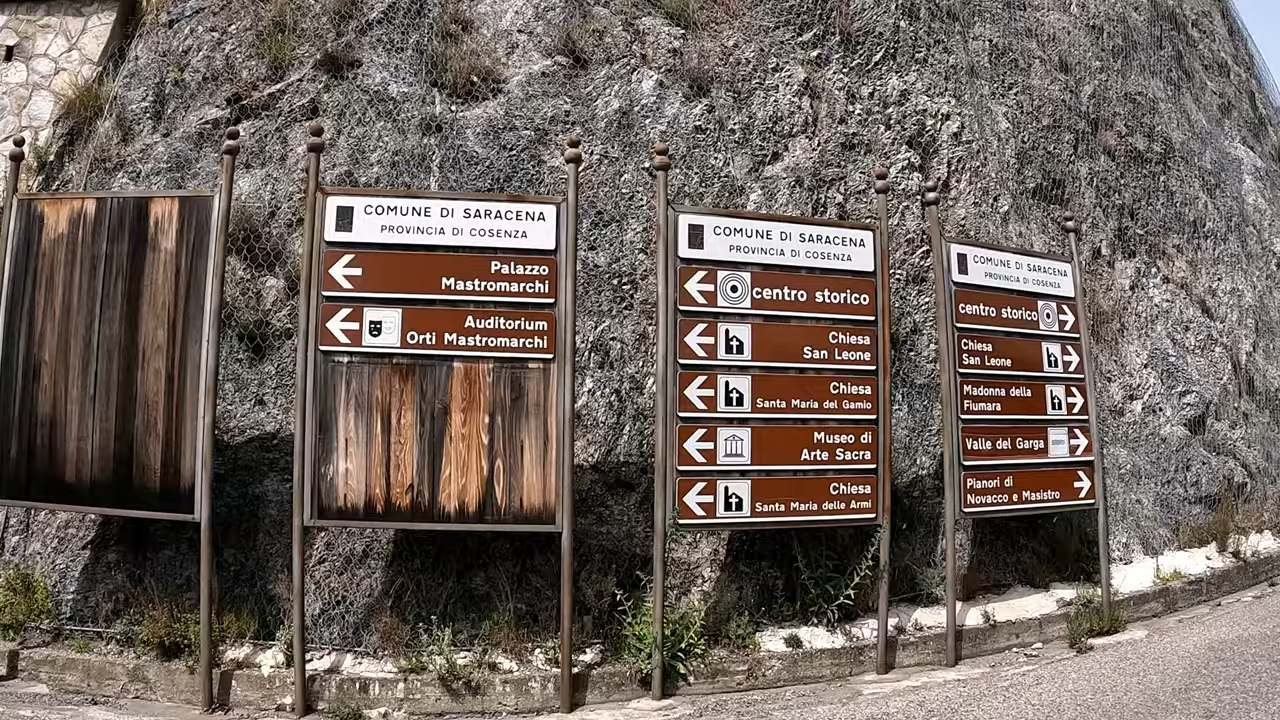 COMUNE DI SARACENA
PROVINCIA DI COSENZA
Palazzo
Mastromarchi
Auditorium
Orti Mastromarchi
COMUNE DI SARACENA
PROVINCIA DI COSENZA
centro storico
Chiesa
San Leone
Chiesa
Santa Maria del Gamio
Museo di
Arte Sacra
Chiesa
Santa Maria delle Armi
COMUNE DI SARACENA
PROVINCIA DI COSENZA
centro storico
Chiesa
San Leone
Madonna della
Fiumara
Valle del Garga
Pianori di
Novacco e Masistro